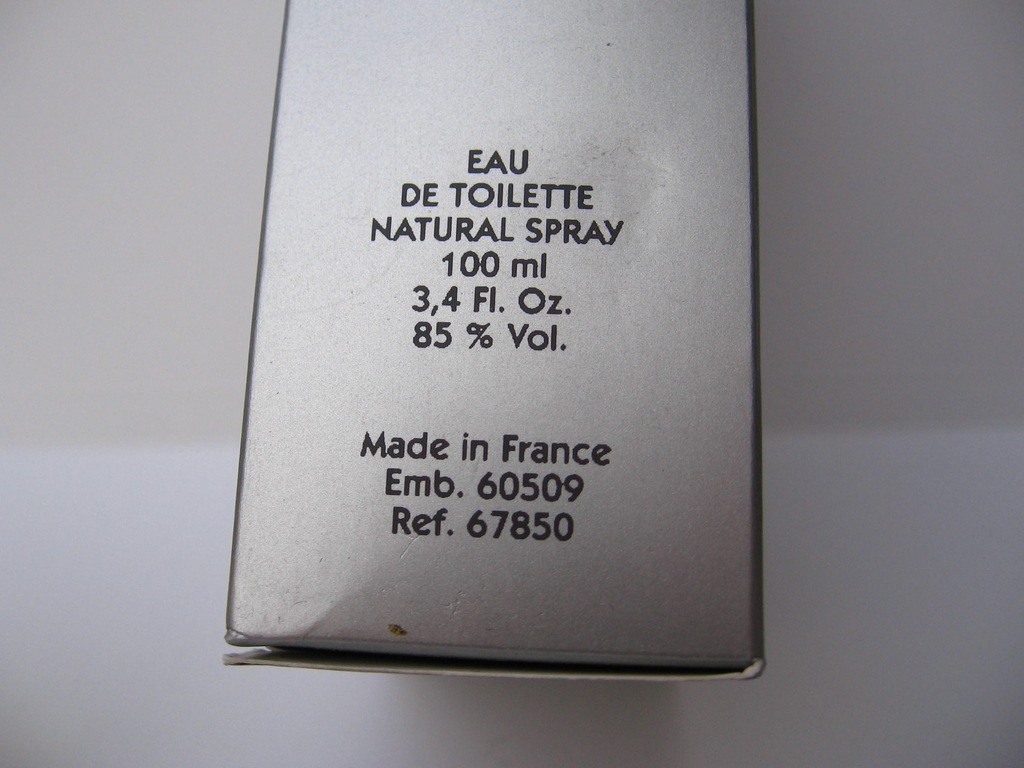 EAU
DE TOILETTE
NATURAL SPRAY
100 ml
3,4 Fl. Oz.
85 % Vol.
Made in France
Emb. 60509
Ref. 67850